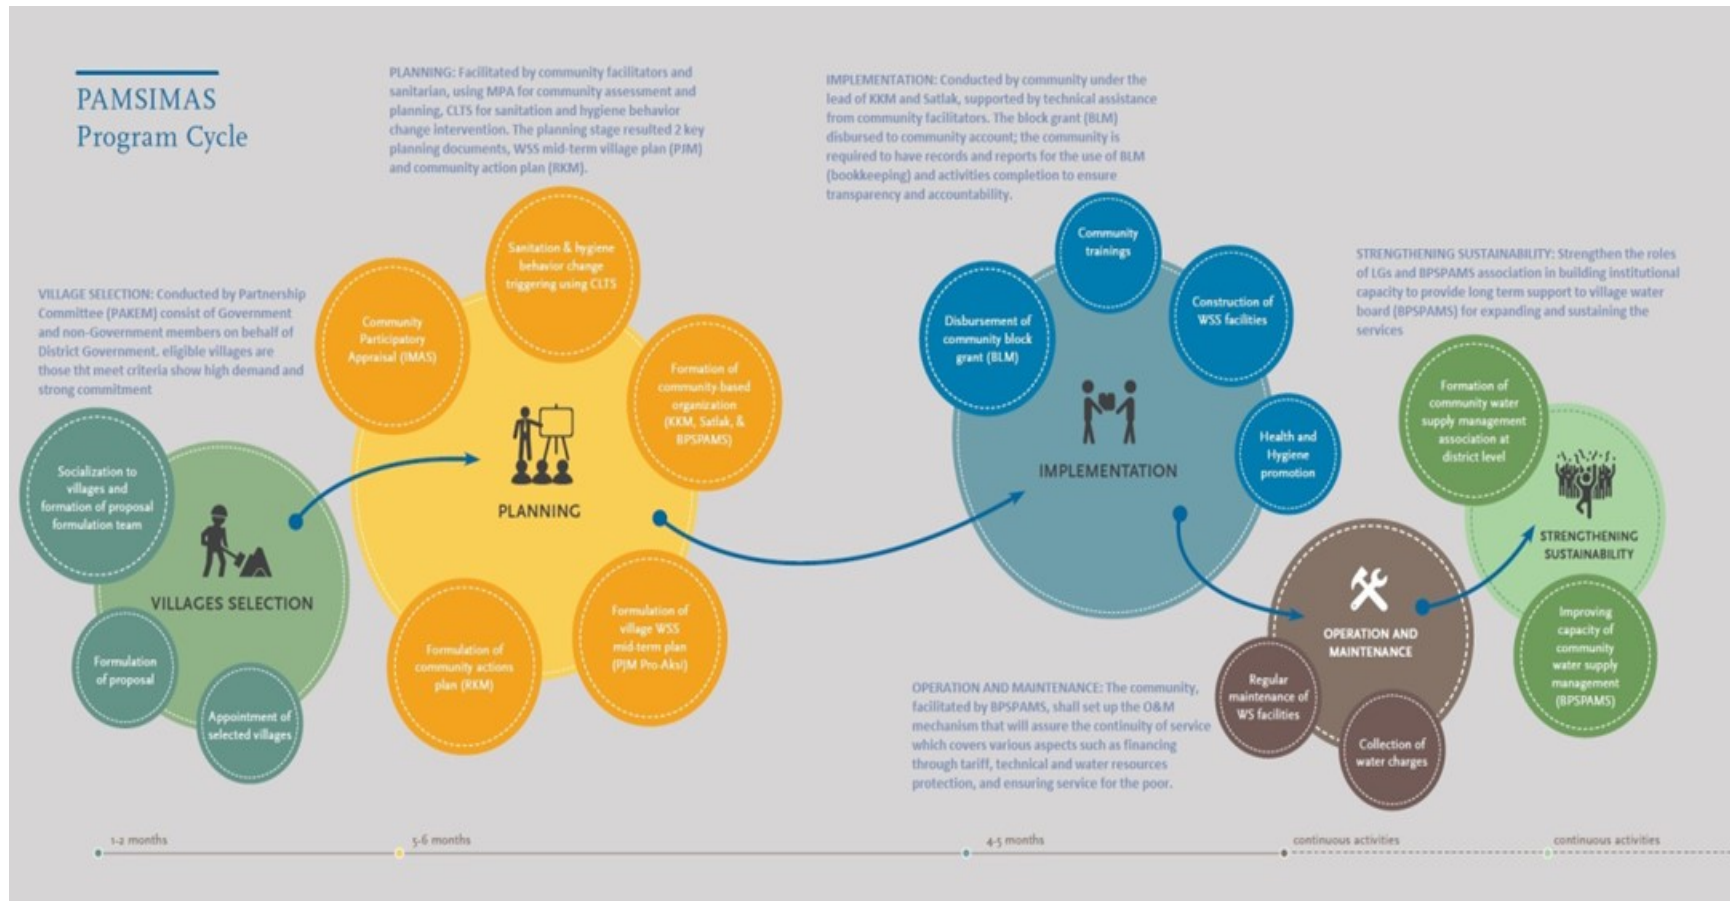 PAMSIMAS
Program Cycle
VILLAGE SELECTION: Conducted by Partnership
Committee (PAKEM) consist of Government
and non-Government members on behalf of
District Government. eligible villages are
those tht meet criteria show high demand and
strong commitment
Socialization to
villages and
formation of proposal
formulation team
VILLAGES SELECTION
Formulation
of proposal
Appointment of
selected villages
PLANNING: Facilitated by community facilitators and
sanitarian, using MPA for community assessment and
planning, CLTS for sanitation and hygiene behavior
change intervention. The planning stage resulted 2 key
planning documents, WSS mid-term village plan (PJM)
and community action plan (RKM).
Sanitation & hygiene
behavior change
triggering using CLTS
Community
Participatory
Appraisal (IMAS)
Formation of
community-based
organization
(KKM, Satlak, &
BPSPAMS)
PLANNING
Formulation of
village WSS
mid-term plan
(PJM Pro-Aksi)
Formulation of
community actions
plan (RKM)
IMPLEMENTATION: Conducted by community under the
lead of KKM and Satlak, supported by technical assistance
from community facilitators. The block grant (BLM)
disbursed to community account; the community is
required to have records and reports for the use of BLM
(bookkeeping) and activities completion to ensure
transparency and accountability.
Community
trainings
Disbursement of
community block
grant (BLM)
Construction of
WSS facilities
Health and
Hygiene
promotion
IMPLEMENTATION
OPERATION AND MAINTENANCE: The community,
facilitated by BPSPAMS, shall set up the O&M
mechanism that will assure the continuity of service
which covers various aspects such as financing
through tariff, technical and water resources
protection, and ensuring service for the poor.
OPERATION AND
MAINTENANCE
Regular
maintenance of
WS facilities
Collection of
water charges
STRENGTHENING SUSTAINABILITY: Strengthen the roles
of LGs and BPSPAMS association in building institutional
capacity to provide long term support to village water
board (BPSPAMS) for expanding and sustaining the
services
Formation of
community water
supply management
association at
district level
STRENGTHENING
SUSTAINABILITY
Improving
capacity of
community
water supply
management
(BPSPAMS)
1-2 months
5-6 months
4-5 months
continuous activities
continuous activities